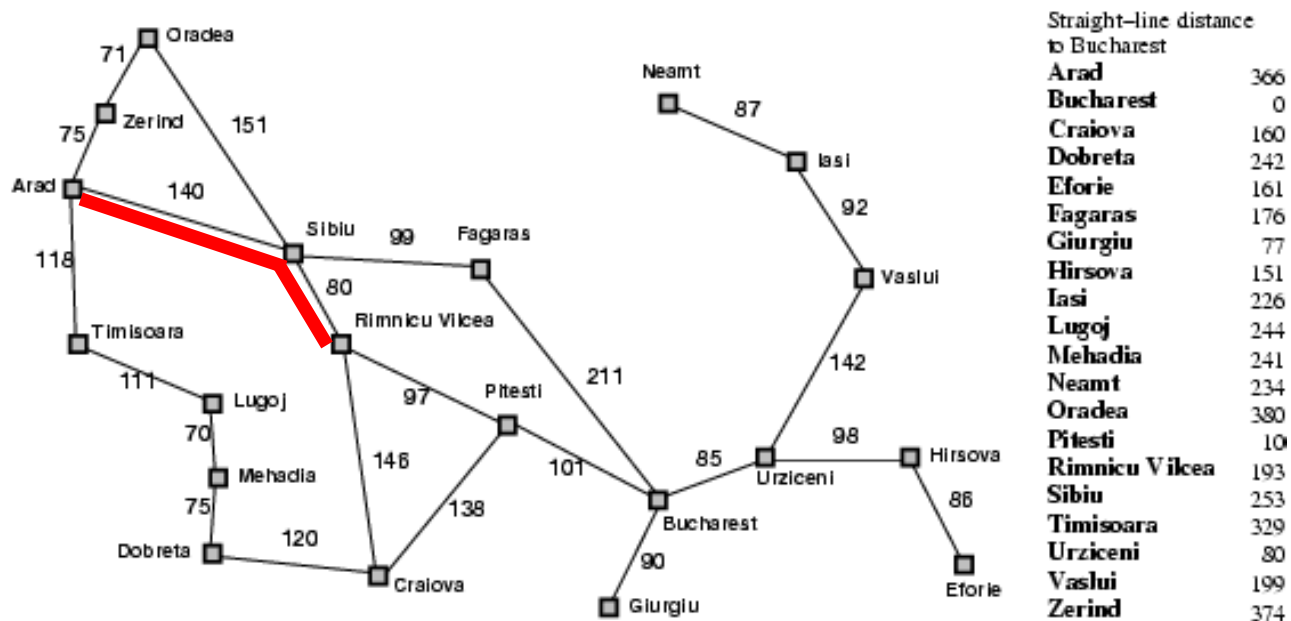 Oradea
71
Neamt
87
Zerind
75
151
Iasi
Arad
140
92
Sibiu
99
Fagaras
118
80
Vaslui
Timisoara
Rimnicu Vilcea
142
111
211
Lugoj
97
Pitesti
70
98
Hirsova
146
101
85
Mehadia
Urziceni
86
75
138
Bucharest
120
Dobreta
90
Craiova
Eforie
Giurgiu
Straight-line distance
to Bucharest
Arad 366
Bucharest 0
Craiova 160
Dobreta 242
Eforie 161
Fagaras 176
Giurgiu 77
Hirsova 151
Iasi 226
Lugoj 244
Mehadia 241
Neamt 234
Oradea 380
Pitesti 10
Rimnicu Vilcea 193
Sibiu 253
Timisoara 329
Urziceni 80
Vaslui 199
Zerind 374